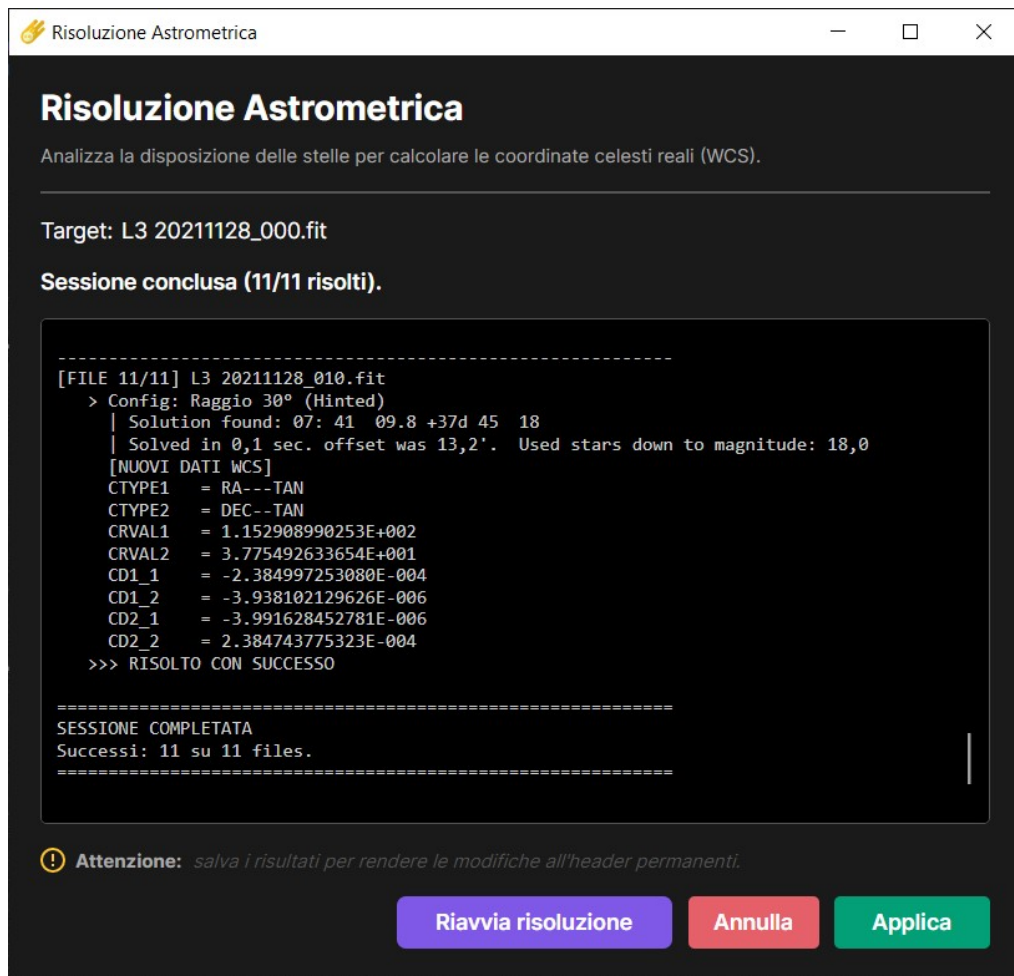 Risoluzione Astrometrica
Risoluzione Astrometrica
Analizza la disposizione delle stelle per calcolare le coordinate celesti reali (WCS).
Target: L3 20211128_000.fit
Sessione conclusa (11/11 risolti).
------------------------------------------------------------
[FILE 11/11] L3 20211128_010.fit
> Config: Raggio 30° (Hinted)
| Solution found: 07: 41  09.8 +37d 45  18
| Solved in 0,1 sec. offset was 13,2'.  Used stars down to magnitude: 18,0
[NUOVI DATI WCS]
CTYPE1   = RA---TAN
CTYPE2   = DEC--TAN
CRVAL1   = 1.152908990253E+002
CRVAL2   = 3.775492633654E+001
CD1_1    = -2.384997253080E-004
CD1_2    = -3.938102129626E-006
CD2_1    = -3.991628452781E-006
CD2_2    = 2.384743775323E-004
>>> RISOLTO CON SUCCESSO
============================================================
SESSIONE COMPLETATA
Successi: 11 su 11 files.
============================================================
Attenzione: salva i risultati per rendere le modifiche all'header permanenti.
Riavvia risoluzione
Annulla
Applica